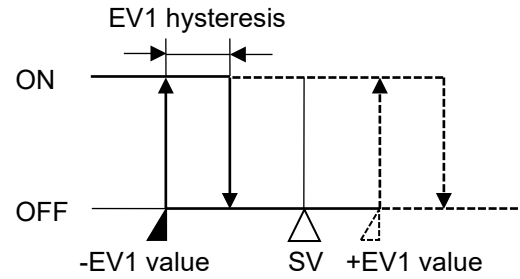 EV1 hysteresis
ON
OFF
-EV1 value SV +EV1 value